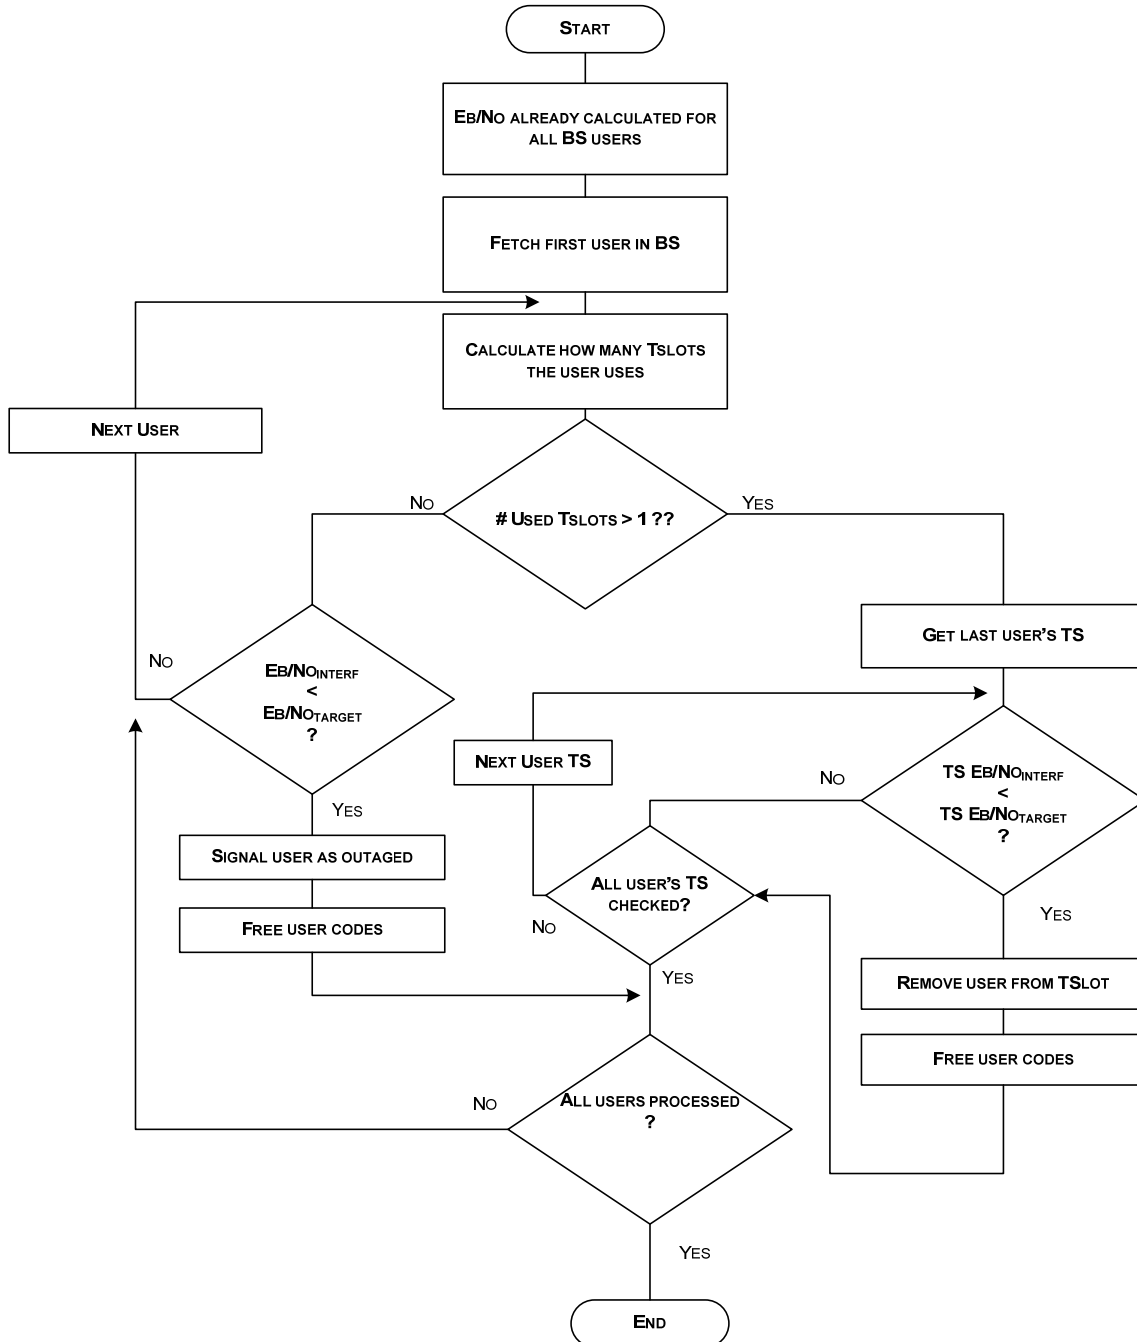 START
EB/NO ALREADY CALCULATED FOR
ALL BS USERS
FETCH FIRST USER IN BS
CALCULATE HOW MANY TSLOTS
THE USER USES
NEXT USER
NO
# USED TSLOTS > 1 ??
YES
GET LAST USER'S TS
NO
EB/NOINTERF
<
EB/NOTARGET
?
NEXT USER TS
NO
TS EB/NOINTERF
<
TS EB/NOTARGET
?
YES
SIGNAL USER AS OUTAGED
ALL USER'S TS
CHECKED?
NO
YES
FREE USER CODES
YES
REMOVE USER FROM TSLOT
FREE USER CODES
NO
ALL USERS PROCESSED
?
YES
END